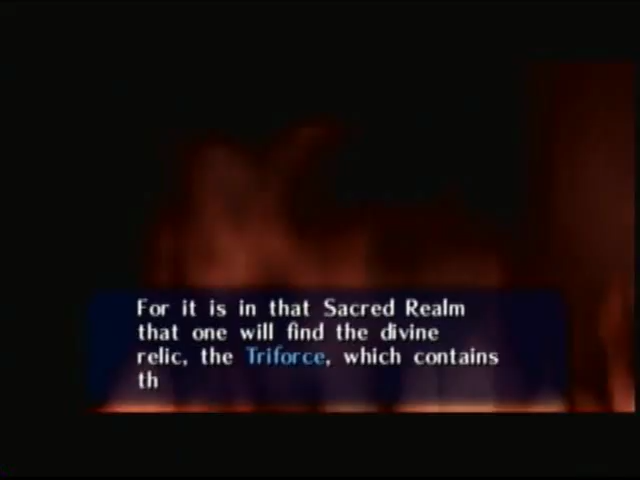 For it is in that Sacred Realm
that one will find the divine
relic, the Triforce, which contains
th